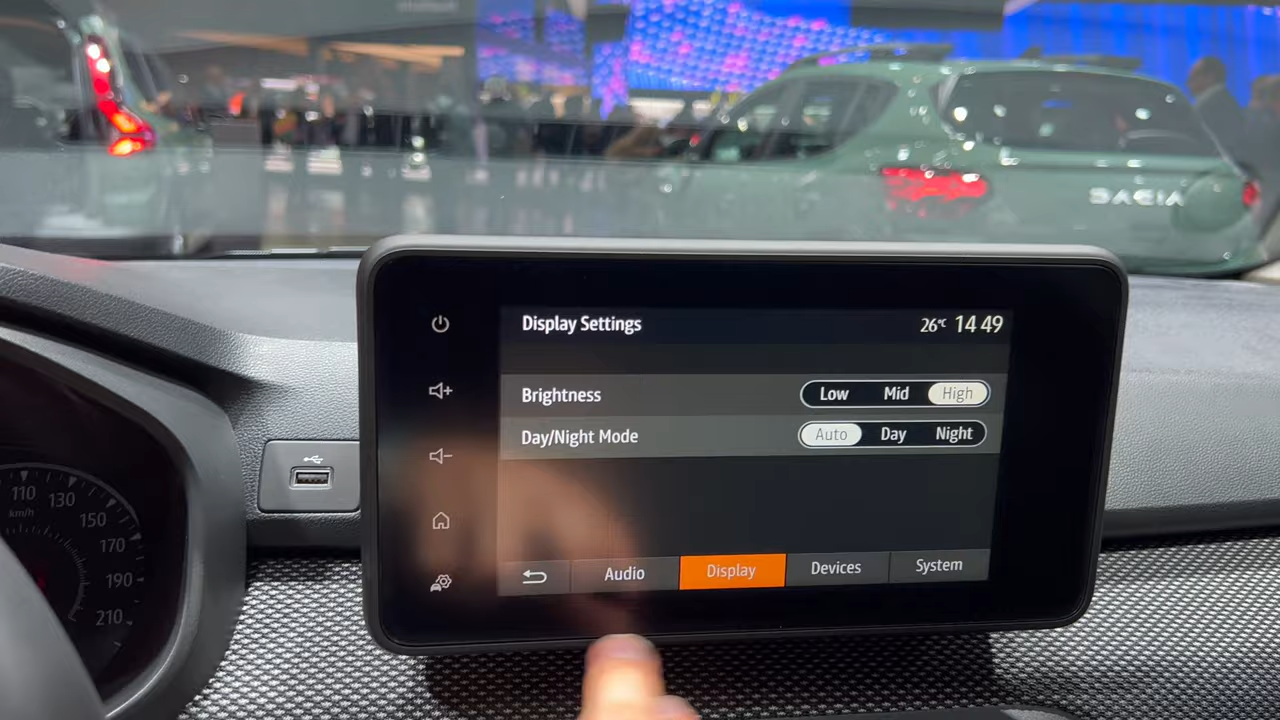 DACIA
Display Settings
26°C 14 49
Brightness
Low Mid High
Day/Night Mode
Auto Day Night
Audio Display Devices System
110
130
km/h
150
170
190
210